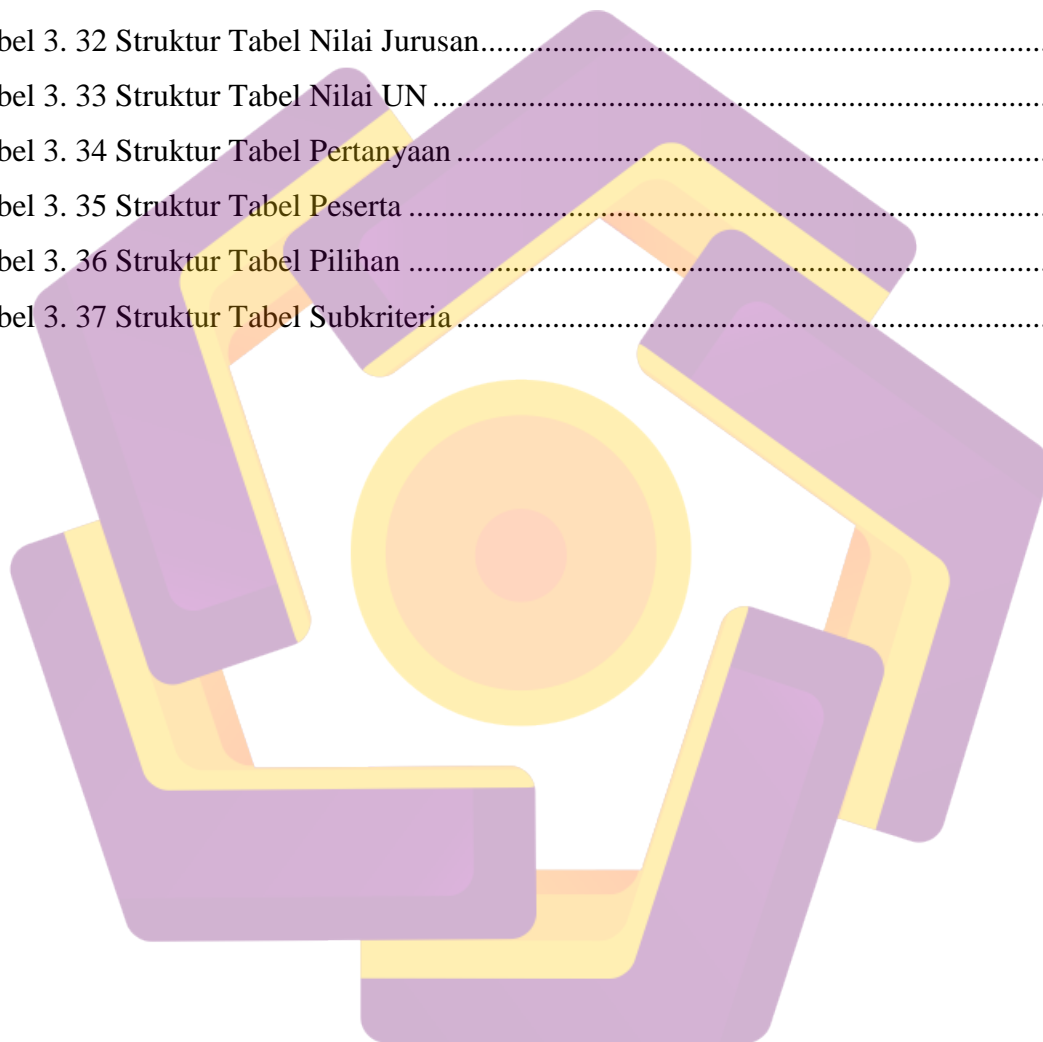 bel 3. 32 Struktur Tabel Nilai Jurusan..........................................................................
bel 3. 33 Struktur Tabel Nilai UN................................................................................
bel 3. 34 Struktur Tabel Pertanyaan.............................................................................
bel 3. 35 Struktur Tabel Peserta...................................................................................
bel 3. 36 Struktur Tabel Pilihan...................................................................................
bel 3. 37 Struktur Tabel Subkriteria.............................................................................